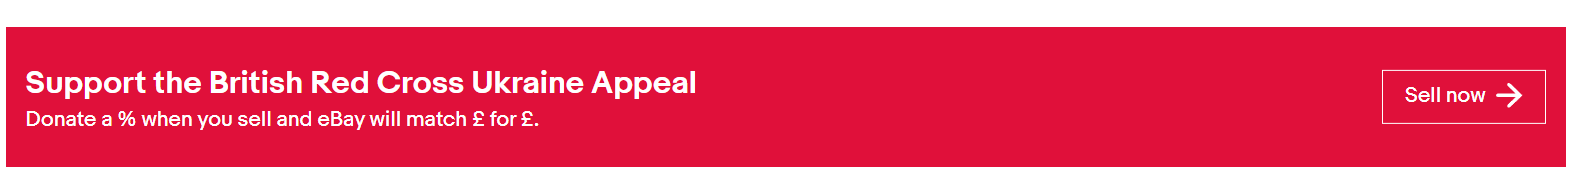 Support the British Red Cross Ukraine Appeal
Donate a % when you sell and eBay will match £ for £.
Sell now